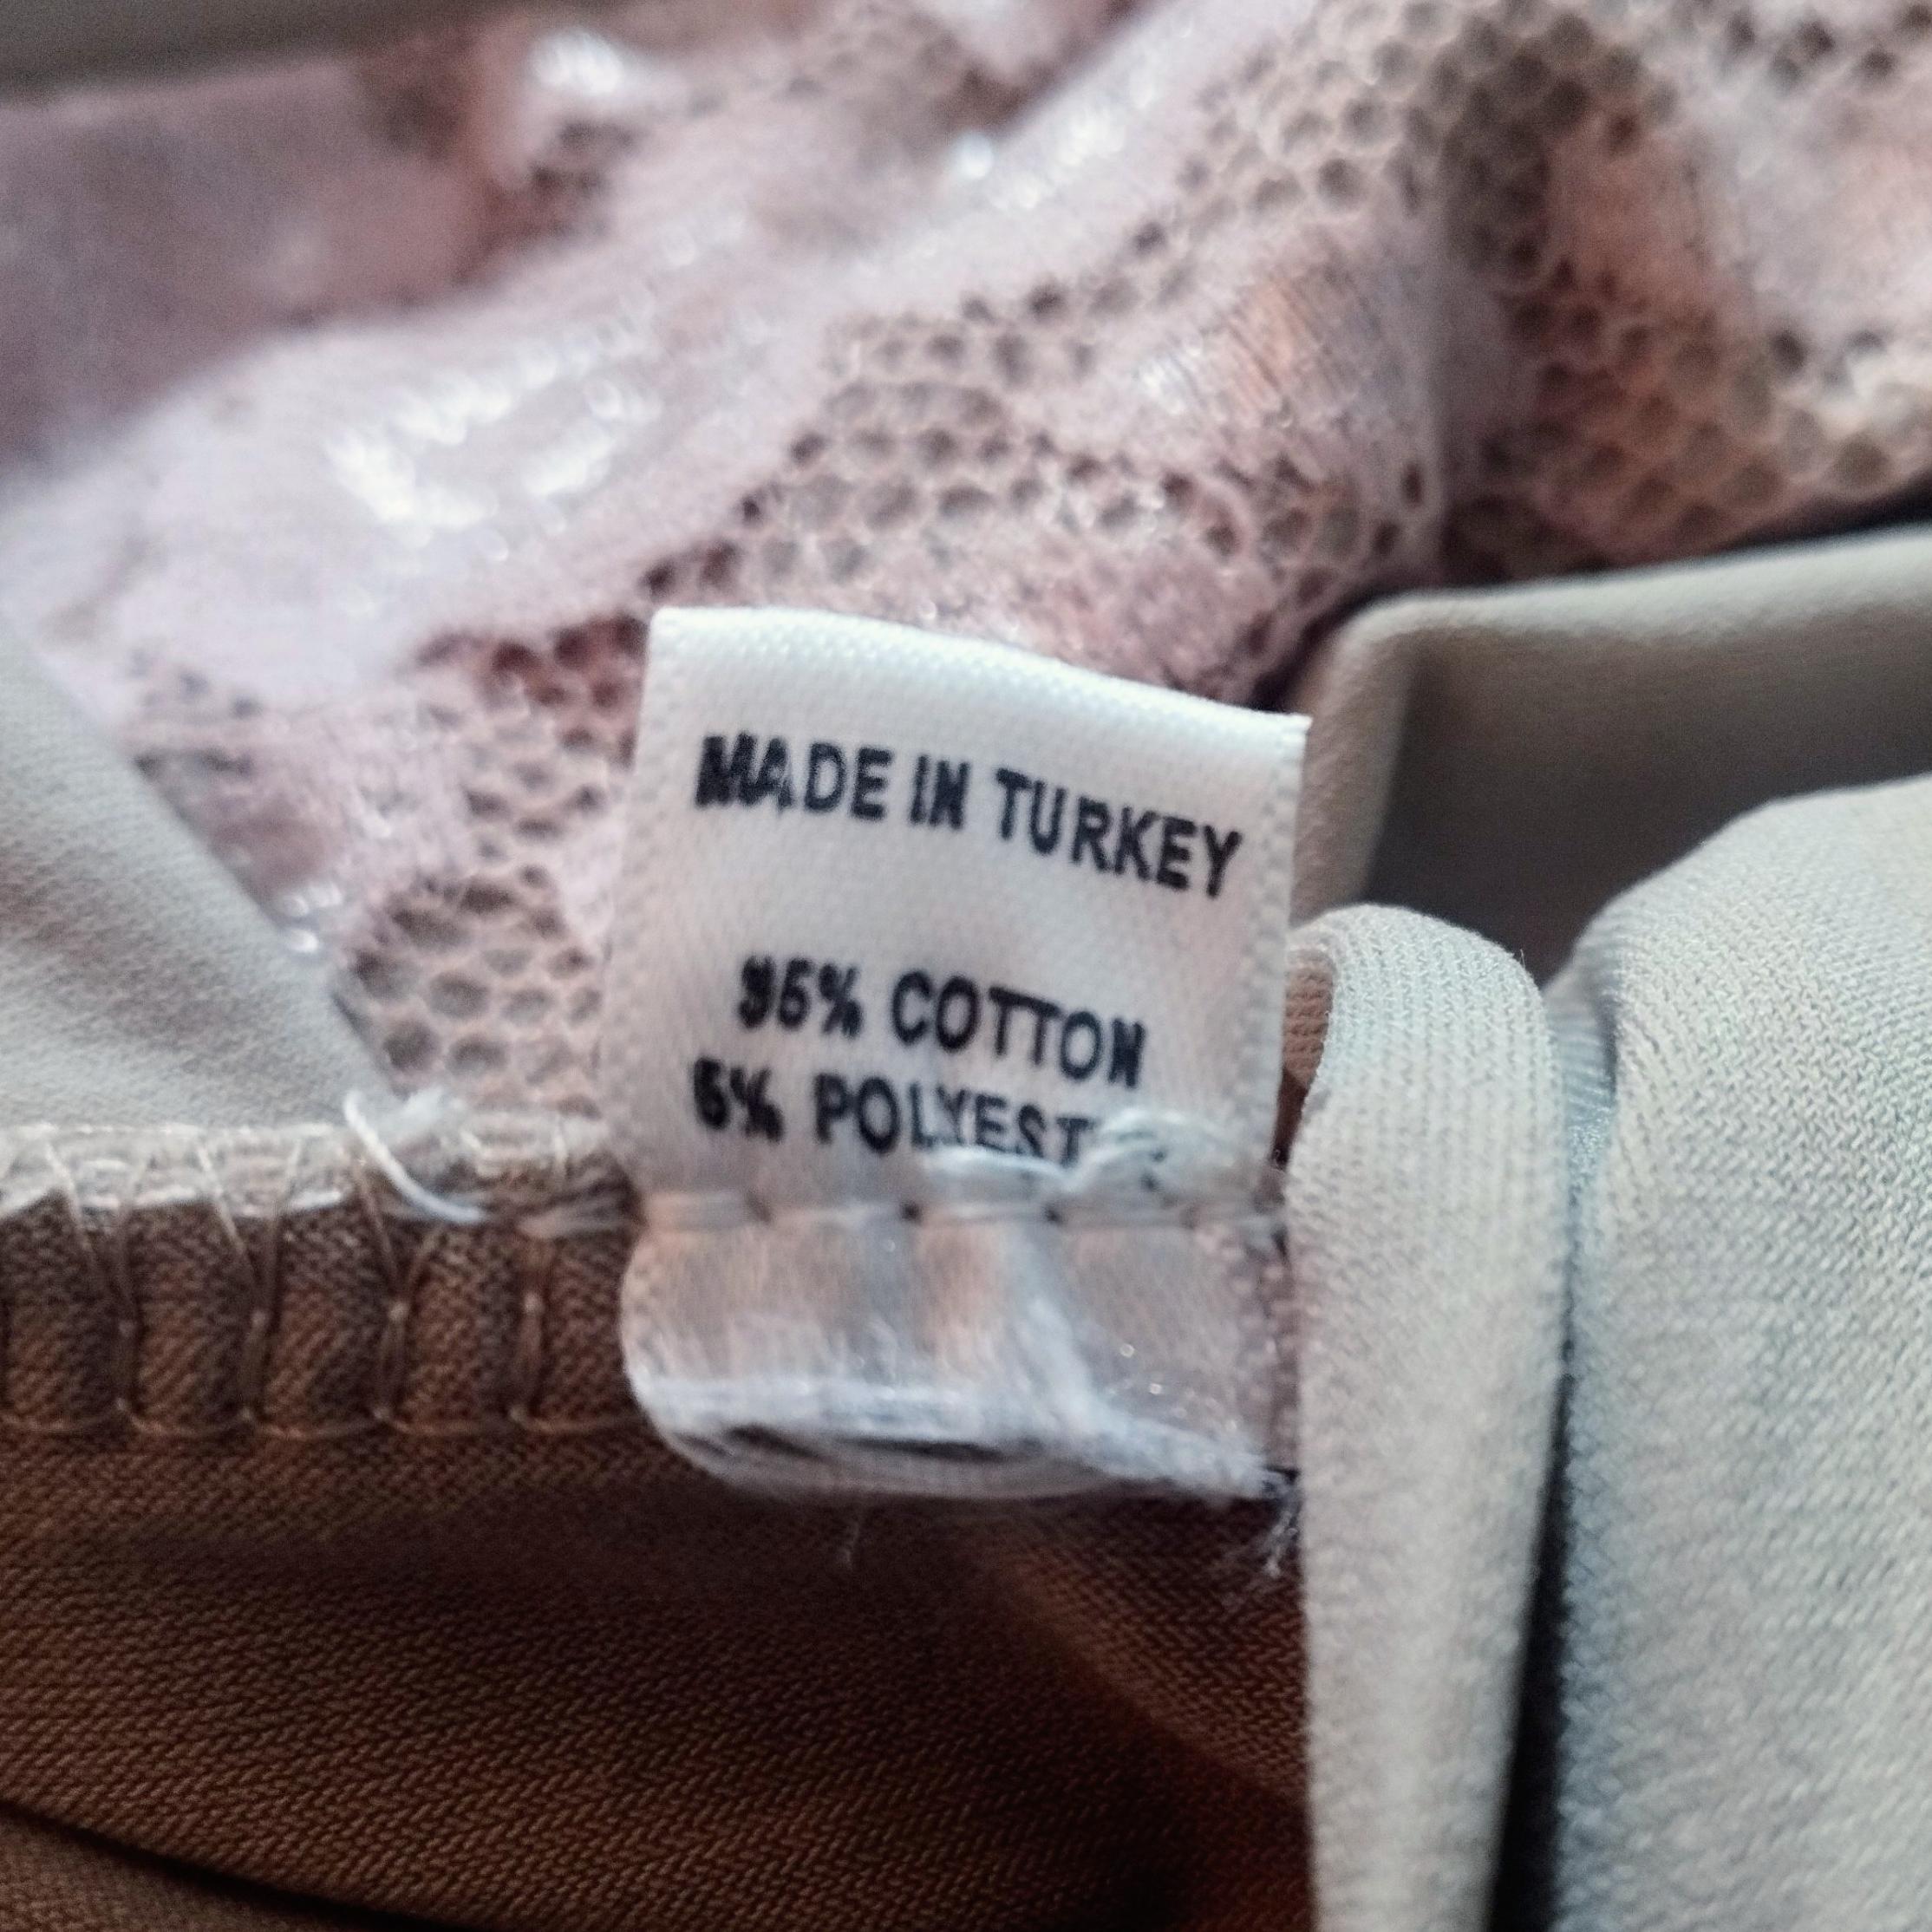 MADE IN TURKEY
95% COTTON
5% POLYEST